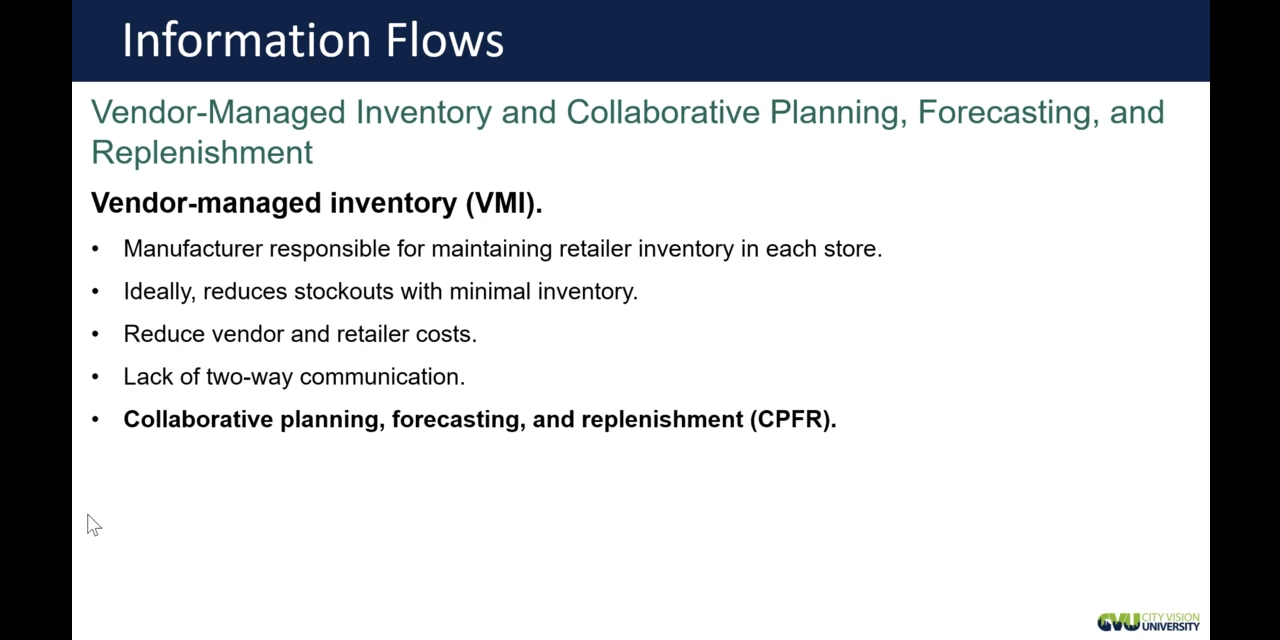 Information Flows
Vendor-Managed Inventory and Collaborative Planning, Forecasting, and
Replenishment
Vendor-managed inventory (VMI).
• Manufacturer responsible for maintaining retailer inventory in each store.
• Ideally, reduces stockouts with minimal inventory.
• Reduce vendor and retailer costs.
• Lack of two-way communication.
• Collaborative planning, forecasting, and replenishment (CPFR).
CVU CITY VISION
UNIVERSITY